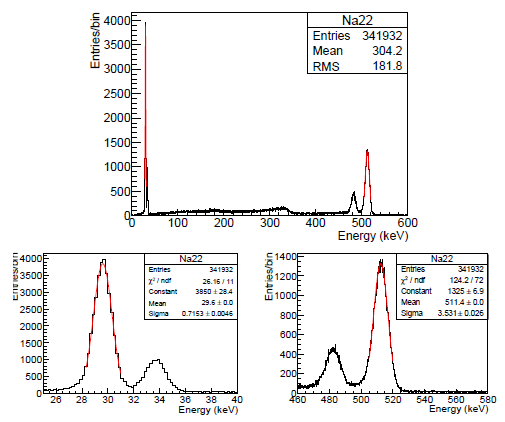 Na22
Entries 341932
Mean 304.2
RMS 181.8
Entries/bin
4000
3500
3000
2500
2000
1500
1000
500
0
0 100 200 300 400 500 600
Energy (keV)
Na22
Entries 341932
χ² / ndf 26.16 / 11
Constant 3850 ± 28.4
Mean 29.6 ± 0.0
Sigma 0.7153 ± 0.0046
Entries/bin
4000
3500
3000
2500
2000
1500
1000
500
0
26 28 30 32 34 36 38 40
Energy (keV)
Na22
Entries 341932
χ² / ndf 124.2 / 72
Constant 1325 ± 6.9
Mean 511.4 ± 0.0
Sigma 3.531 ± 0.026
Entries/bin
1400
1200
1000
800
600
400
200
460 480 500 520 540 560 580
Energy (keV)